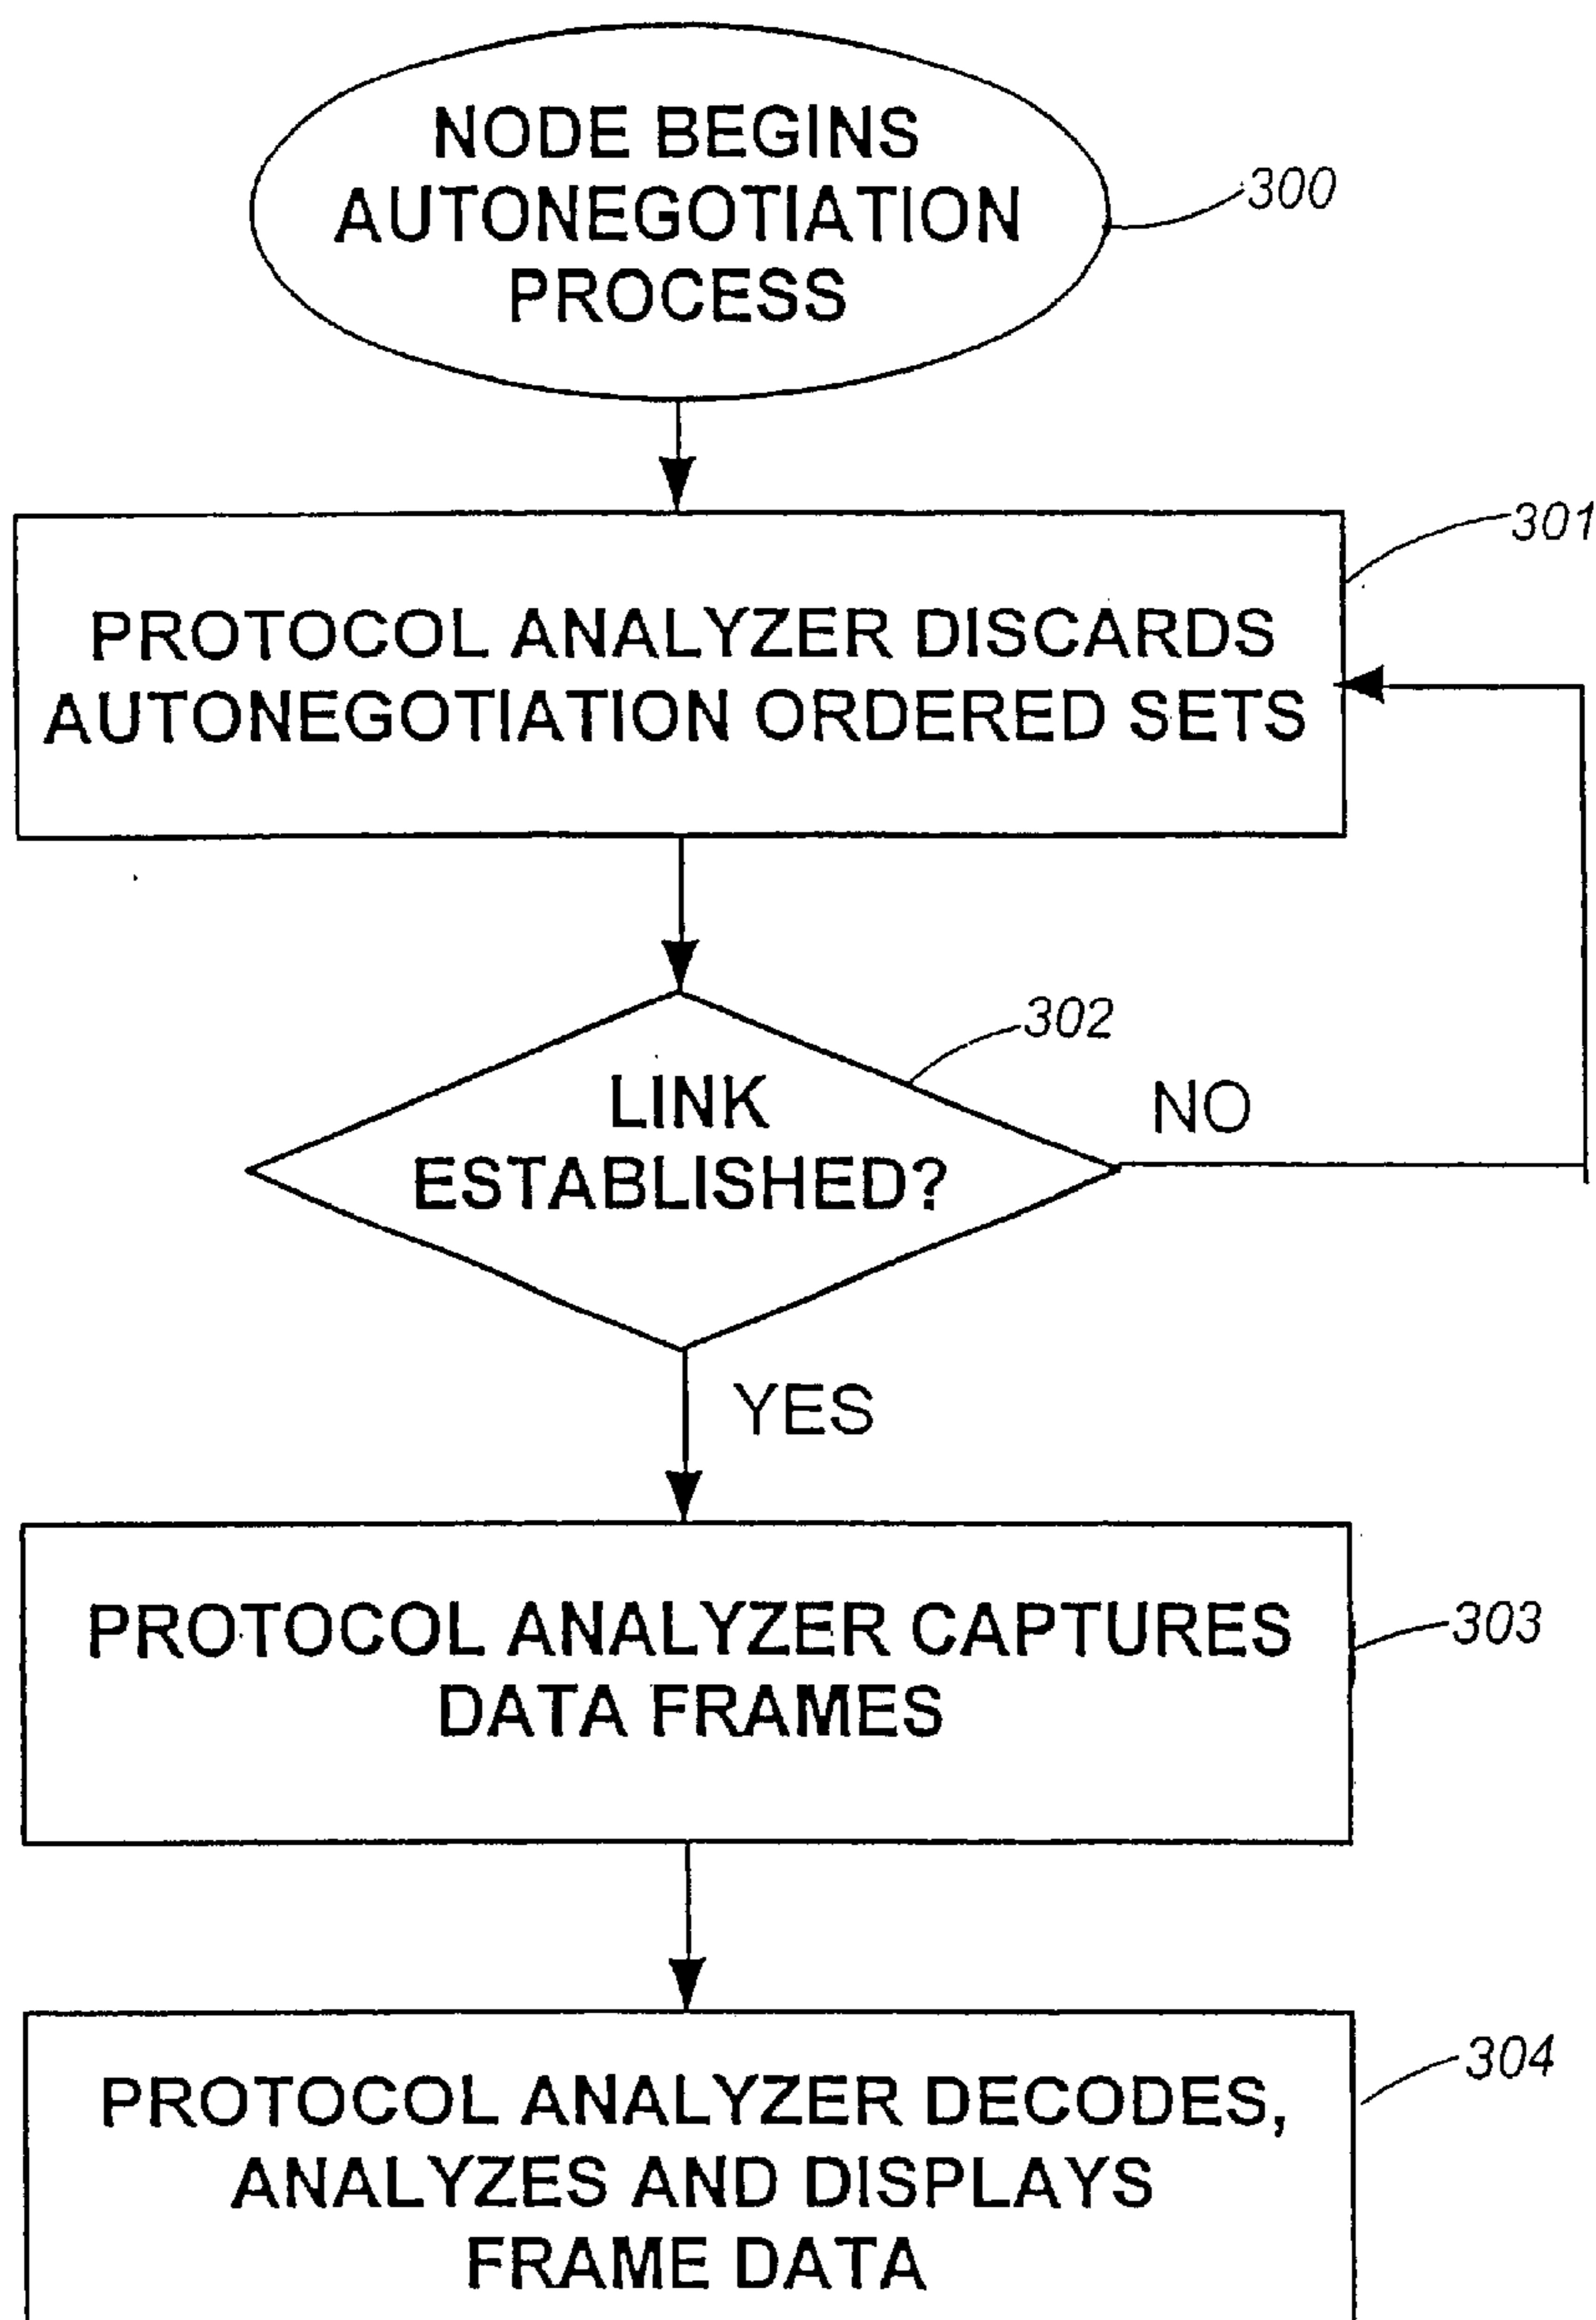 NODE BEGINS
AUTONEGOTIATION
PROCESS
300
301
PROTOCOL ANALYZER DISCARDS
AUTONEGOTIATION ORDERED SETS
302
LINK
ESTABLISHED?
NO
YES
PROTOCOL ANALYZER CAPTURES
DATA FRAMES
303
304
PROTOCOL ANALYZER DECODES,
ANALYZES AND DISPLAYS
FRAME DATA